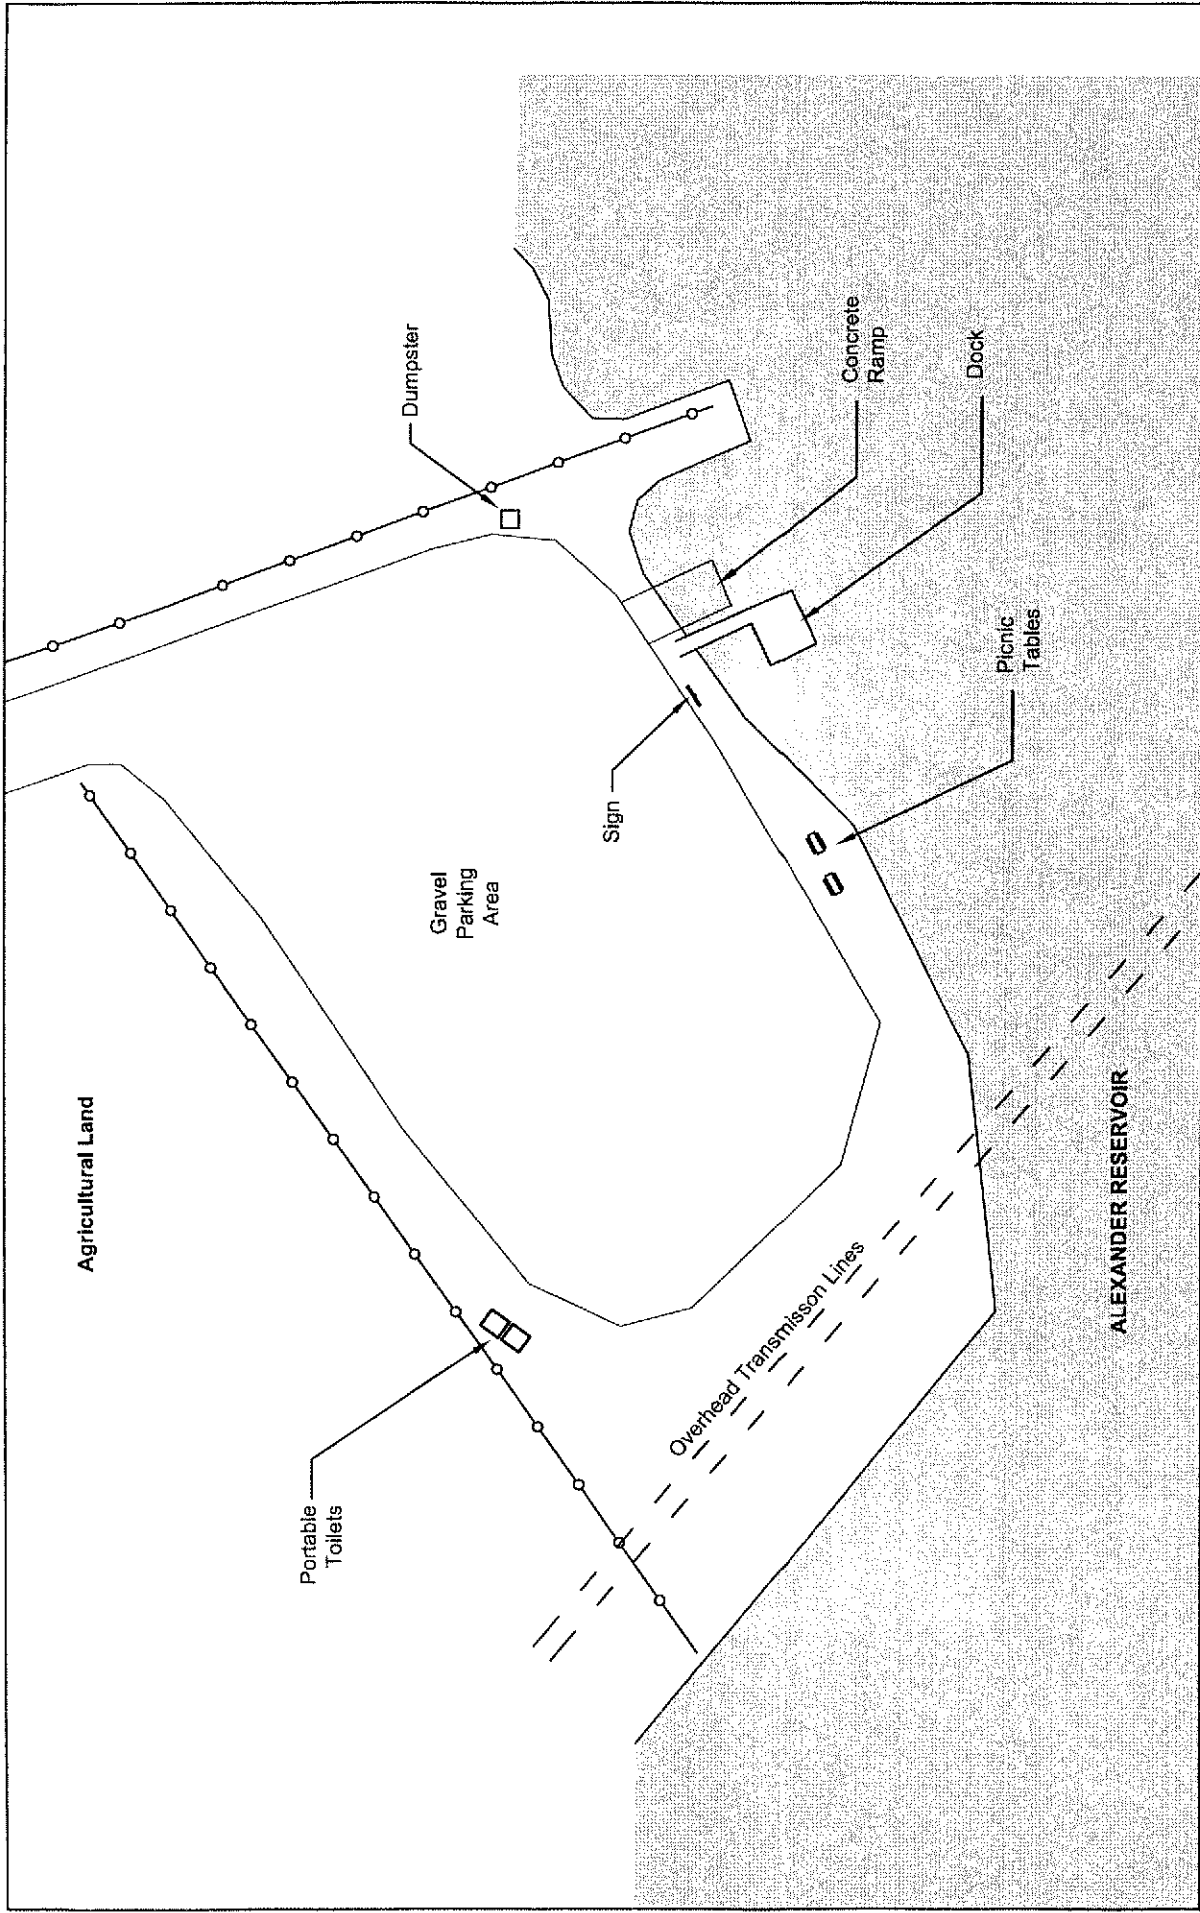 Agricultural Land
Portable
Toilets
Gravel
Parking
Area
Dumpster
Sign
Overhead Transmisson Lines
Concrete
Ramp
Dock
Picnic
Tables
ALEXANDER RESERVOIR